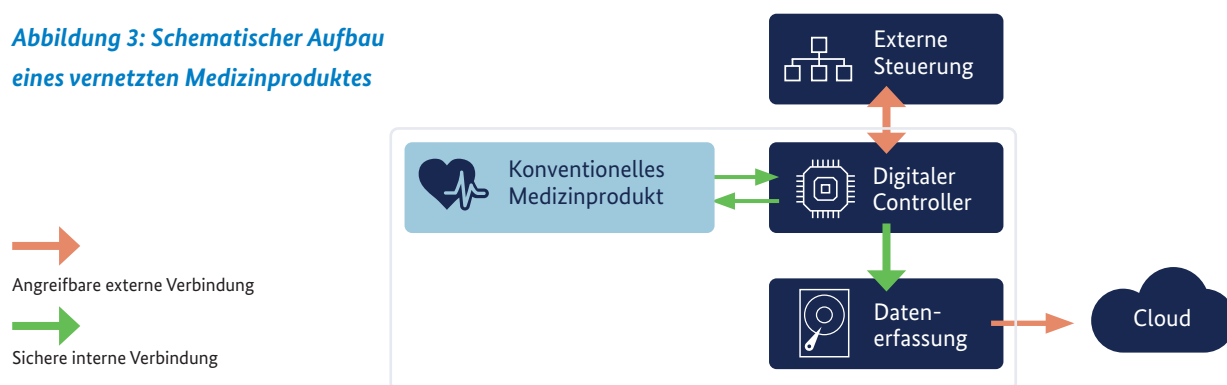 Abbildung 3: Schematischer Aufbau
eines vernetzten Medizinproduktes
Externe
Steuerung
Konventionelles
Medizinprodukt
Digitaler
Controller
Angreifbare externe Verbindung
Daten-
erfassung
Cloud
Sichere interne Verbindung